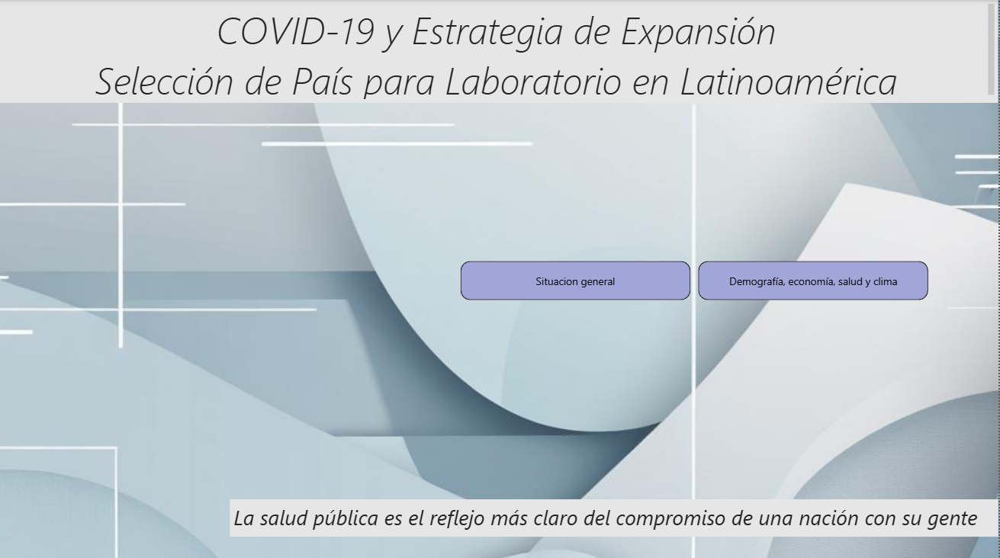 COVID-19 y Estrategia de Expansión
Selección de País para Laboratorio en Latinoamérica
Situacion general
Demografía, economía, salud y clima
La salud pública es el reflejo más claro del compromiso de una nación con su gente